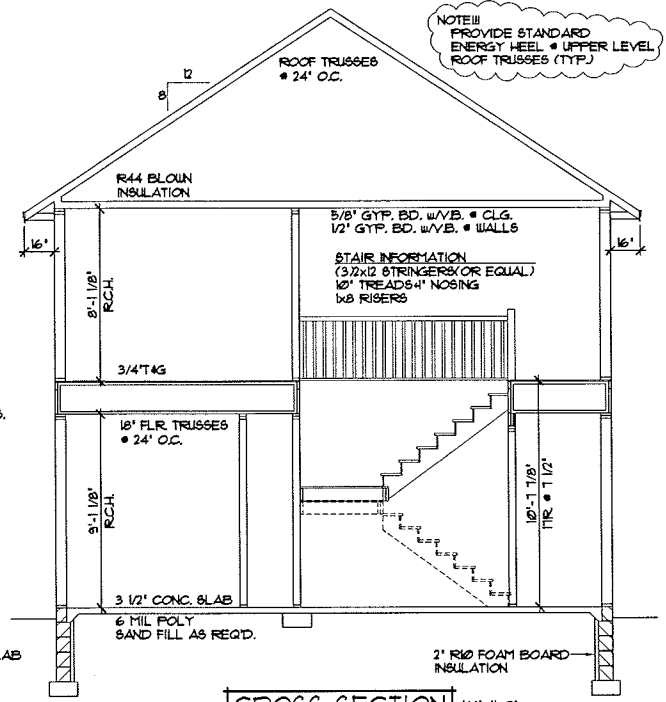 NOTE!!!
PROVIDE STANDARD
ENERGY HEEL @ UPPER LEVEL
ROOF TRUSSES (TYP.)
ROOF TRUSSES
@ 24" O.C.
12
8
R44 BLOWN
INSULATION
5/8" GYP. BD. W/V.B. @ CLG.
1/2" GYP. BD. W/V.B. @ WALLS
16"
16"
STAIR INFORMATION
(3)2x12 STRINGERS(OR EQUAL)
10" TREADS+1" NOSING
1x8 RISERS
8'-1 1/8"
R.C.H.
3/4" T&G
18" FLR. TRUSSES
@ 24" O.C.
9'-1 1/8"
R.C.H.
10'-7 7/8"
17R @ 7 1/2"
3 1/2" CONC. SLAB
6 MIL POLY
SAND FILL AS REQ'D.
LAB
2" R10 FOAM BOARD
INSULATION
CROSS SECTION